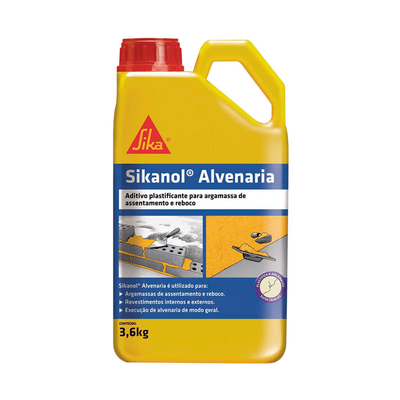 Sika
Sikanol® Alvenaria
Aditivo plastificante para argamassa de
assentamento e reboco
Sikanol® Alvenaria é utilizado para:
Argamassas de assentamento e reboco.
Revestimentos internos e externos.
Execução de alvenaria de modo geral.
CONTEÚDO:
3,6kg